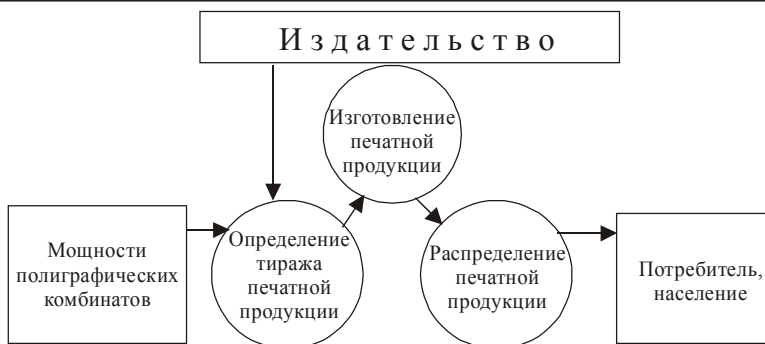 Издательство
Изготовление
печатной
продукции
Мощности
полиграфических
комбинатов
Определение
тиража
печатной
продукции
Распределение
печатной
продукции
Потребитель,
население